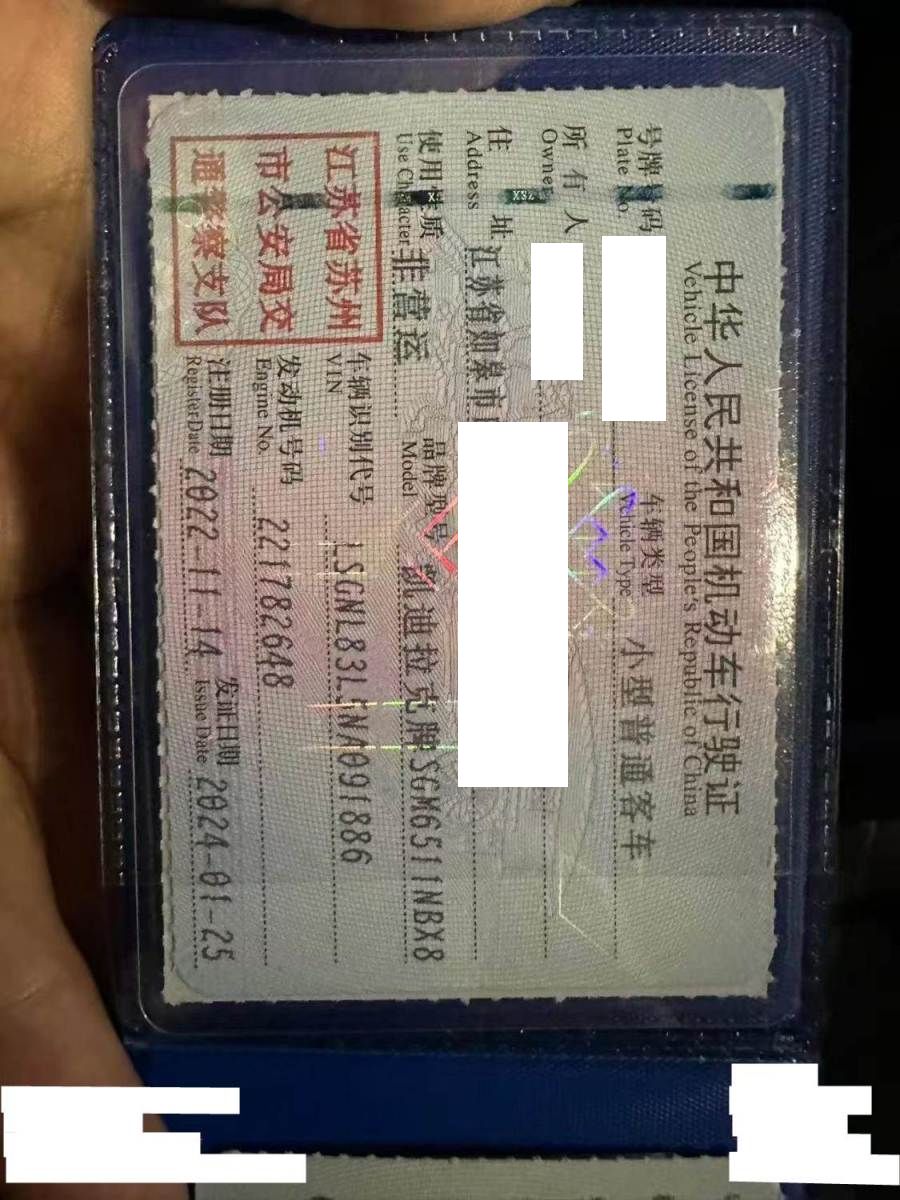 中华人民共和国机动车行驶证
Vehicle License of the People's Republic of China
号牌号码 车辆类型 小型普通客车
Plate No. Vehicle Type
所有人
Owner
住址 江苏省如皋市
Address
使用性质 非营运 品牌型号 凯迪拉克牌SGM6511NBX8
Use Character Model
江苏省苏州
市公安局交
通警察支队
车辆识别代号
VIN
发动机号码 221782648
Engine No.
注册日期 2022-11-14 发证日期 2024-01-25
Register Date Issue Date